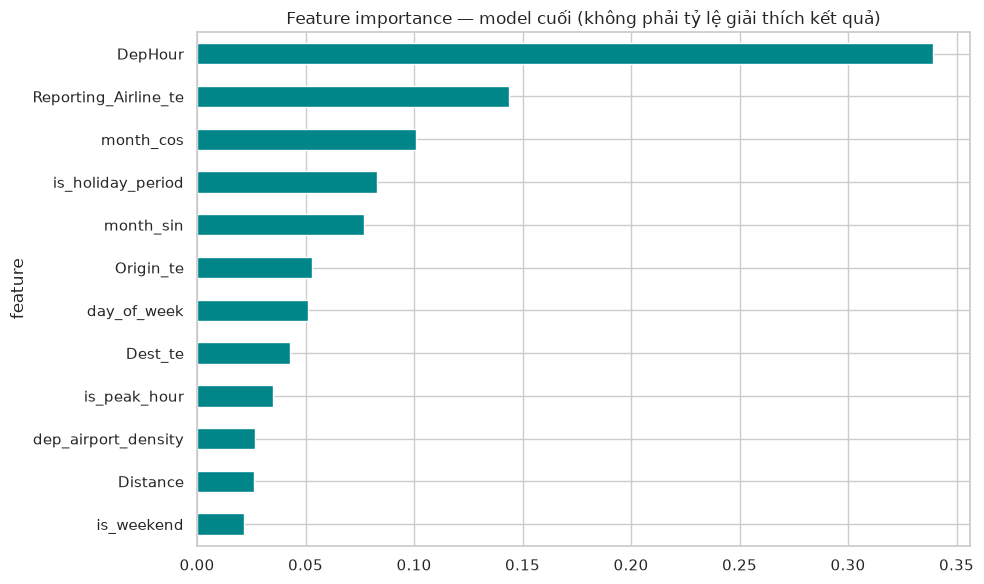 Feature importance — model cuối (không phải tỷ lệ giải thích kết quả)
DepHour
Reporting_Airline_te
month_cos
is_holiday_period
month_sin
Origin_te
day_of_week
Dest_te
is_peak_hour
dep_airport_density
Distance
is_weekend
feature
0.00 0.05 0.10 0.15 0.20 0.25 0.30 0.35